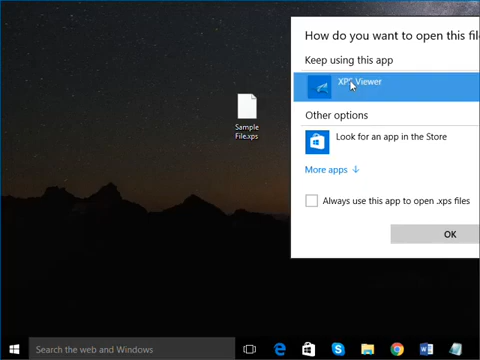 How do you want to open this fil
Keep using this app
XPS Viewer
Sample
File.xps
Other options
Look for an app in the Store
More apps
Always use this app to open .xps files
OK
Search the web and Windows